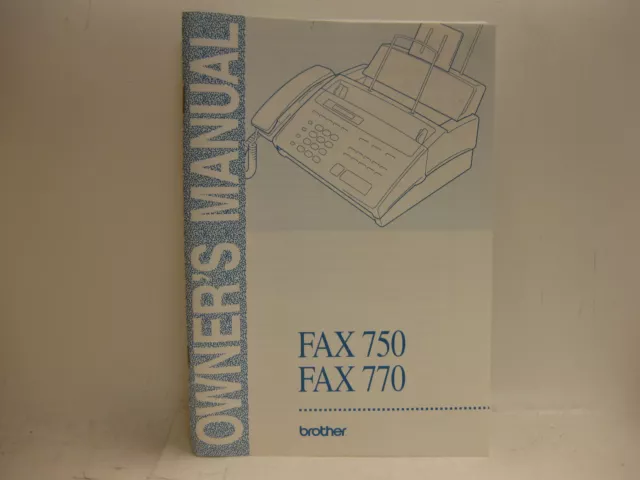 OWNER'S MANUAL
FAX 750
FAX 770
brother